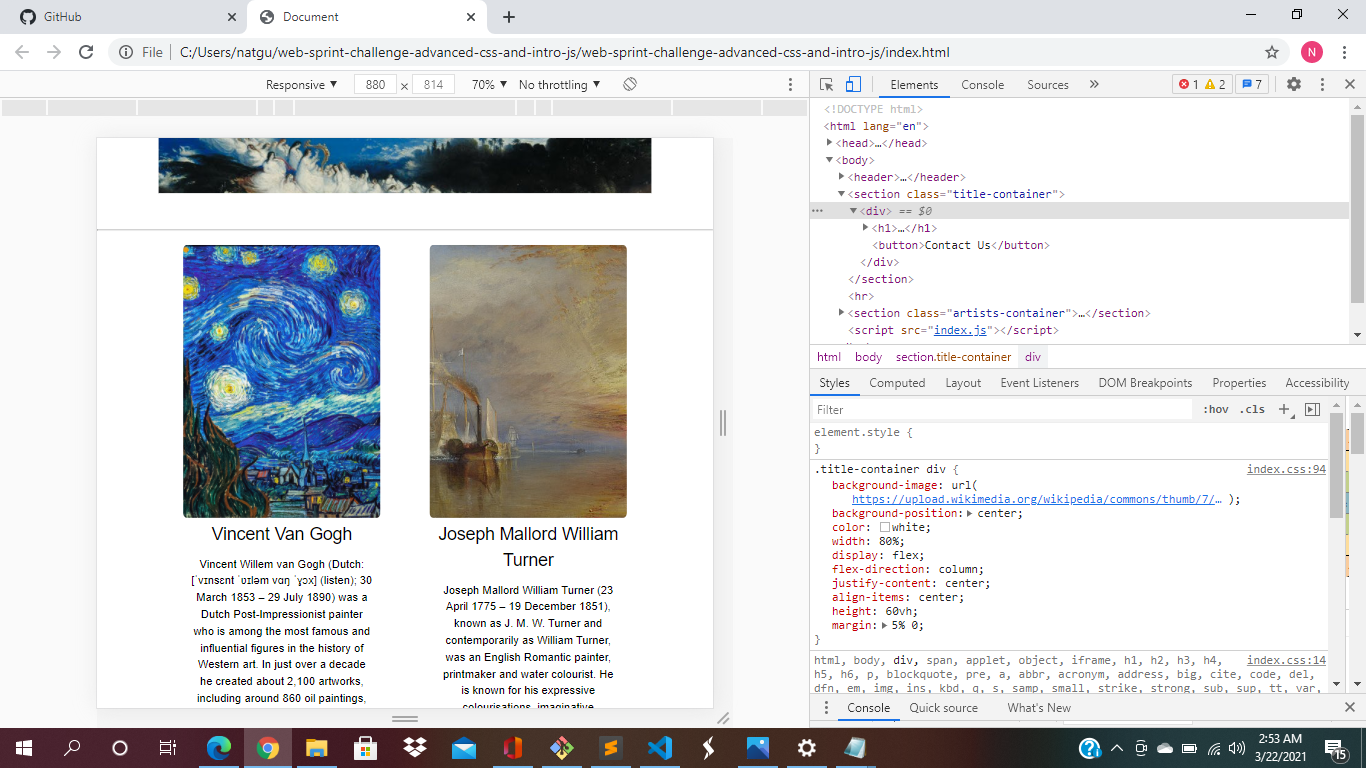 GitHub
Document
File
C:/Users/natgu/web-sprint-challenge-advanced-css-and-intro-js/web-sprint-challenge-advanced-css-and-intro-js/index.html
N
Responsive ▼ 880 × 814 70% ▼ No throttling ▼
Elements Console Sources » 1 2 7
<!DOCTYPE html>
<html lang="en">
<head>…</head>
<body>
<header>…</header>
<section class="title-container">
<div> == $0
<h1>…</h1>
<button>Contact Us</button>
</div>
</section>
<hr>
<section class="artists-container">…</section>
<script src="index.js"></script>
html body section.title-container div
Styles Computed Layout Event Listeners DOM Breakpoints Properties Accessibility
Filter :hov .cls +
element.style {
}
.title-container div { index.css:94
background-image: url(
https://upload.wikimedia.org/wikipedia/commons/thumb/7/… );
background-position: center;
color: white;
width: 80%;
display: flex;
flex-direction: column;
justify-content: center;
align-items: center;
height: 60vh;
margin: 5% 0;
}
html, body, div, span, applet, object, iframe, h1, h2, h3, h4, index.css:14
h5, h6, p, blockquote, pre, a, abbr, acronym, address, big, cite, code, del,
dfn, em, img, ins, kbd, q, s, samp, small, strike, strong, sub, sup, tt, var,
Console Quick source What's New
Vincent Van Gogh
Vincent Willem van Gogh (Dutch:
[ˈvɪnsɛnt ˈʋɪləm vɑŋ ˈɣɔx] (listen); 30
March 1853 – 29 July 1890) was a
Dutch Post-Impressionist painter
who is among the most famous and
influential figures in the history of
Western art. In just over a decade
he created about 2,100 artworks,
including around 860 oil paintings,
Joseph Mallord William
Turner
Joseph Mallord William Turner (23
April 1775 – 19 December 1851),
known as J. M. W. Turner and
contemporarily as William Turner,
was an English Romantic painter,
printmaker and water colourist. He
is known for his expressive
colourisations, imaginative
2:53 AM
3/22/2021
15